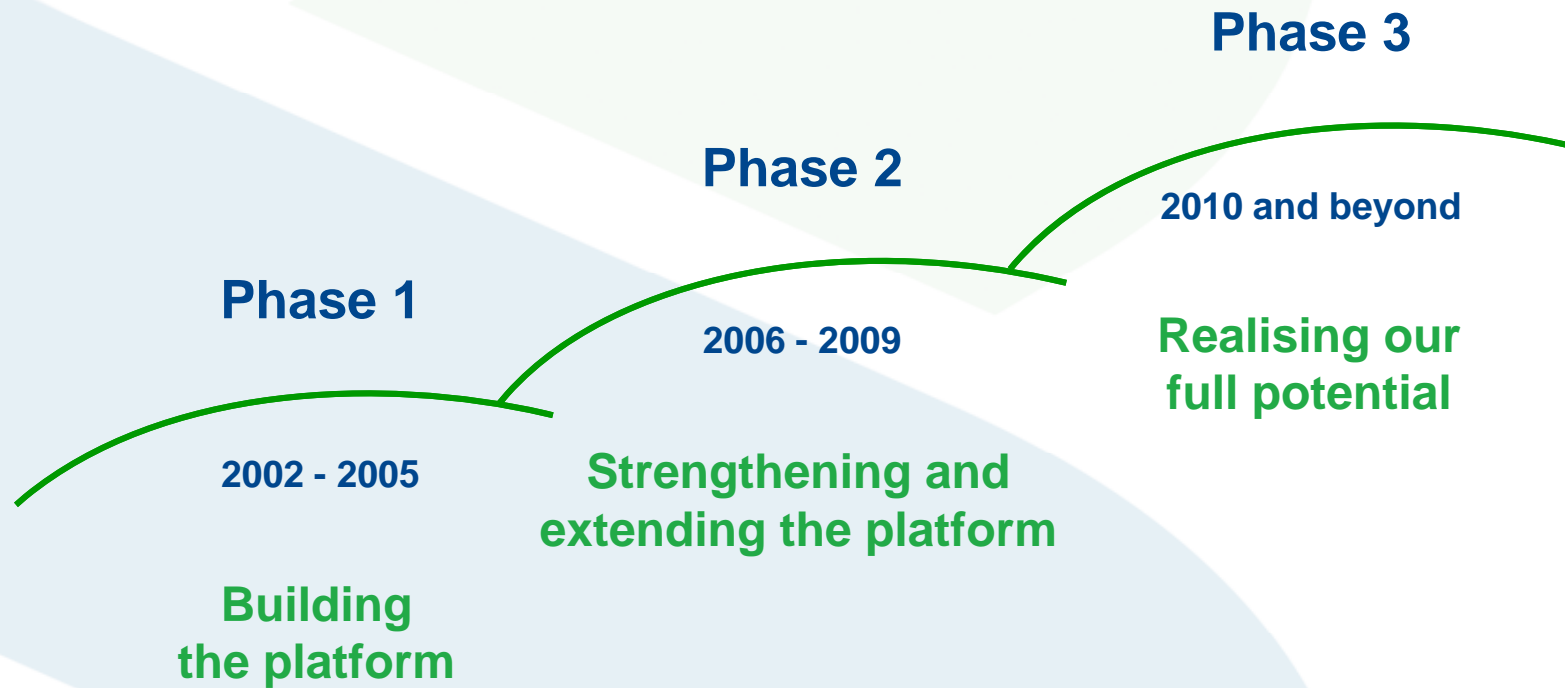 Phase 1
2002 - 2005
Building
the platform
Phase 2
2006 - 2009
Strengthening and
extending the platform
Phase 3
2010 and beyond
Realising our
full potential